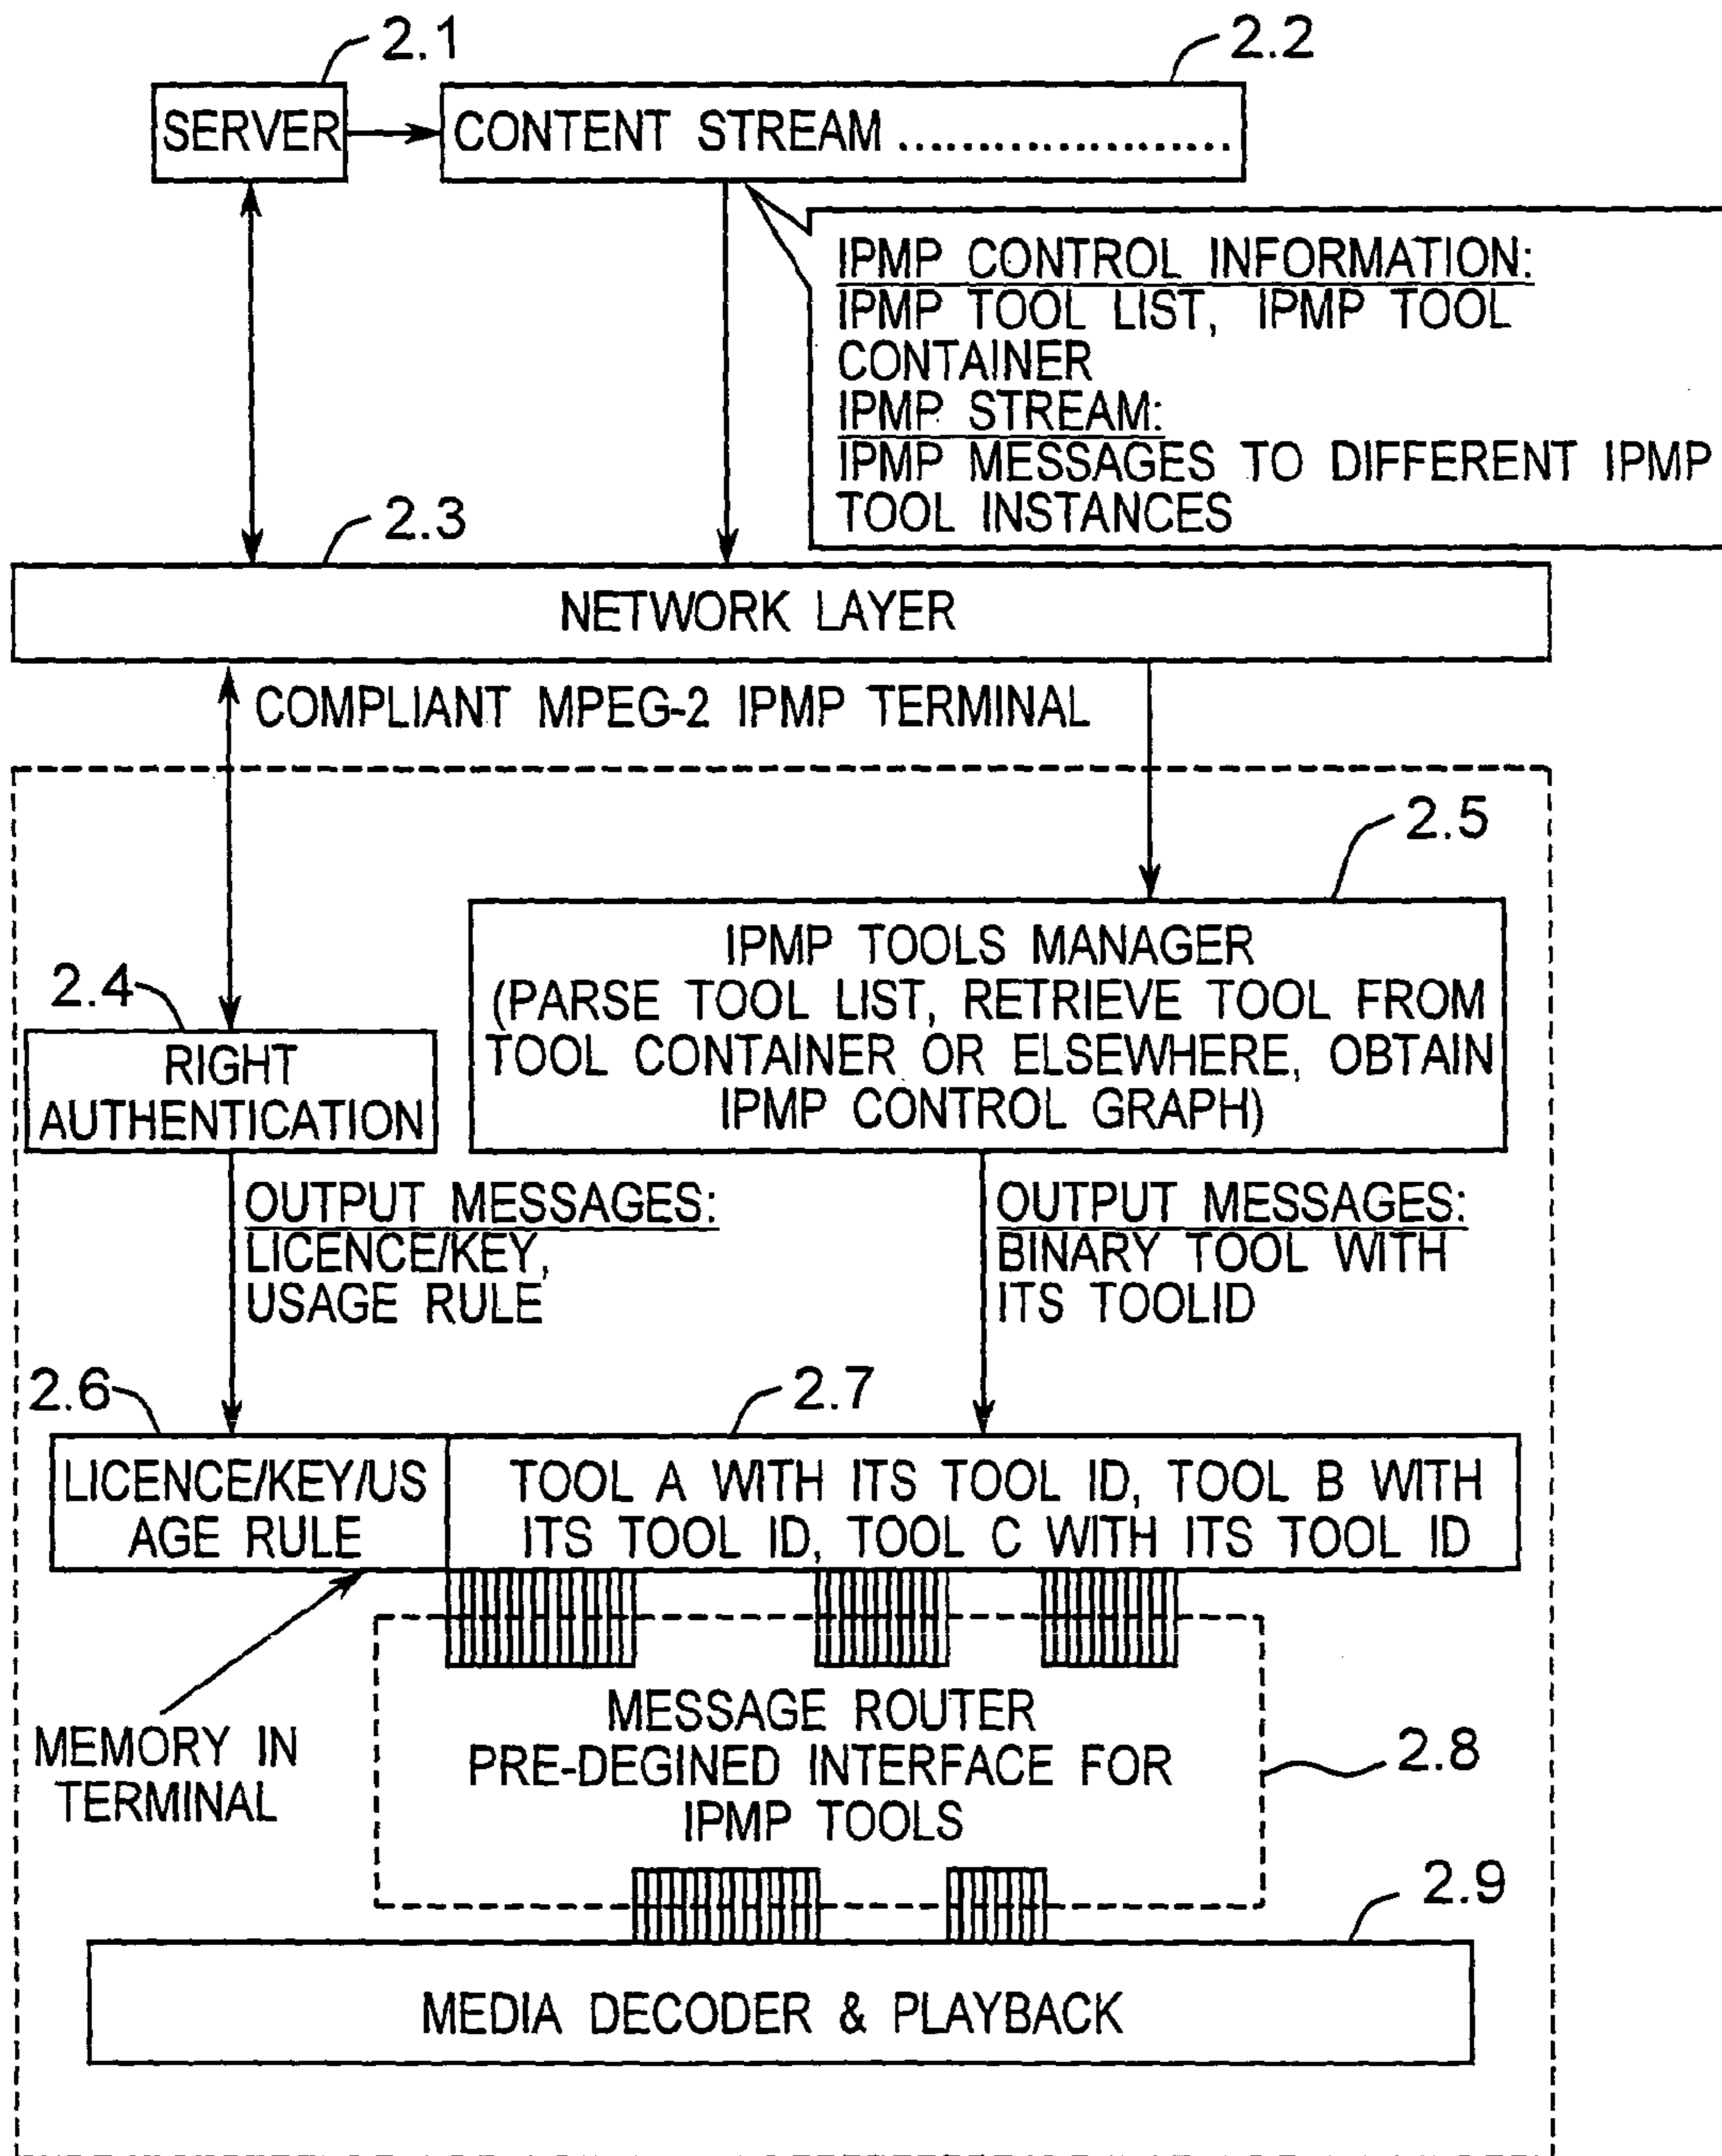 2.1
2.2
SERVER
CONTENT STREAM ......................
IPMP CONTROL INFORMATION:
IPMP TOOL LIST, IPMP TOOL
CONTAINER
IPMP STREAM:
IPMP MESSAGES TO DIFFERENT IPMP
TOOL INSTANCES
2.3
NETWORK LAYER
COMPLIANT MPEG-2 IPMP TERMINAL
2.5
IPMP TOOLS MANAGER
(PARSE TOOL LIST, RETRIEVE TOOL FROM
TOOL CONTAINER OR ELSEWHERE, OBTAIN
IPMP CONTROL GRAPH)
2.4
RIGHT
AUTHENTICATION
OUTPUT MESSAGES:
LICENCE/KEY,
USAGE RULE
OUTPUT MESSAGES:
BINARY TOOL WITH
ITS TOOLID
2.6
2.7
LICENCE/KEY/US
AGE RULE
TOOL A WITH ITS TOOL ID, TOOL B WITH
ITS TOOL ID, TOOL C WITH ITS TOOL ID
MEMORY IN
TERMINAL
MESSAGE ROUTER
PRE-DEGINED INTERFACE FOR
IPMP TOOLS
2.8
2.9
MEDIA DECODER & PLAYBACK